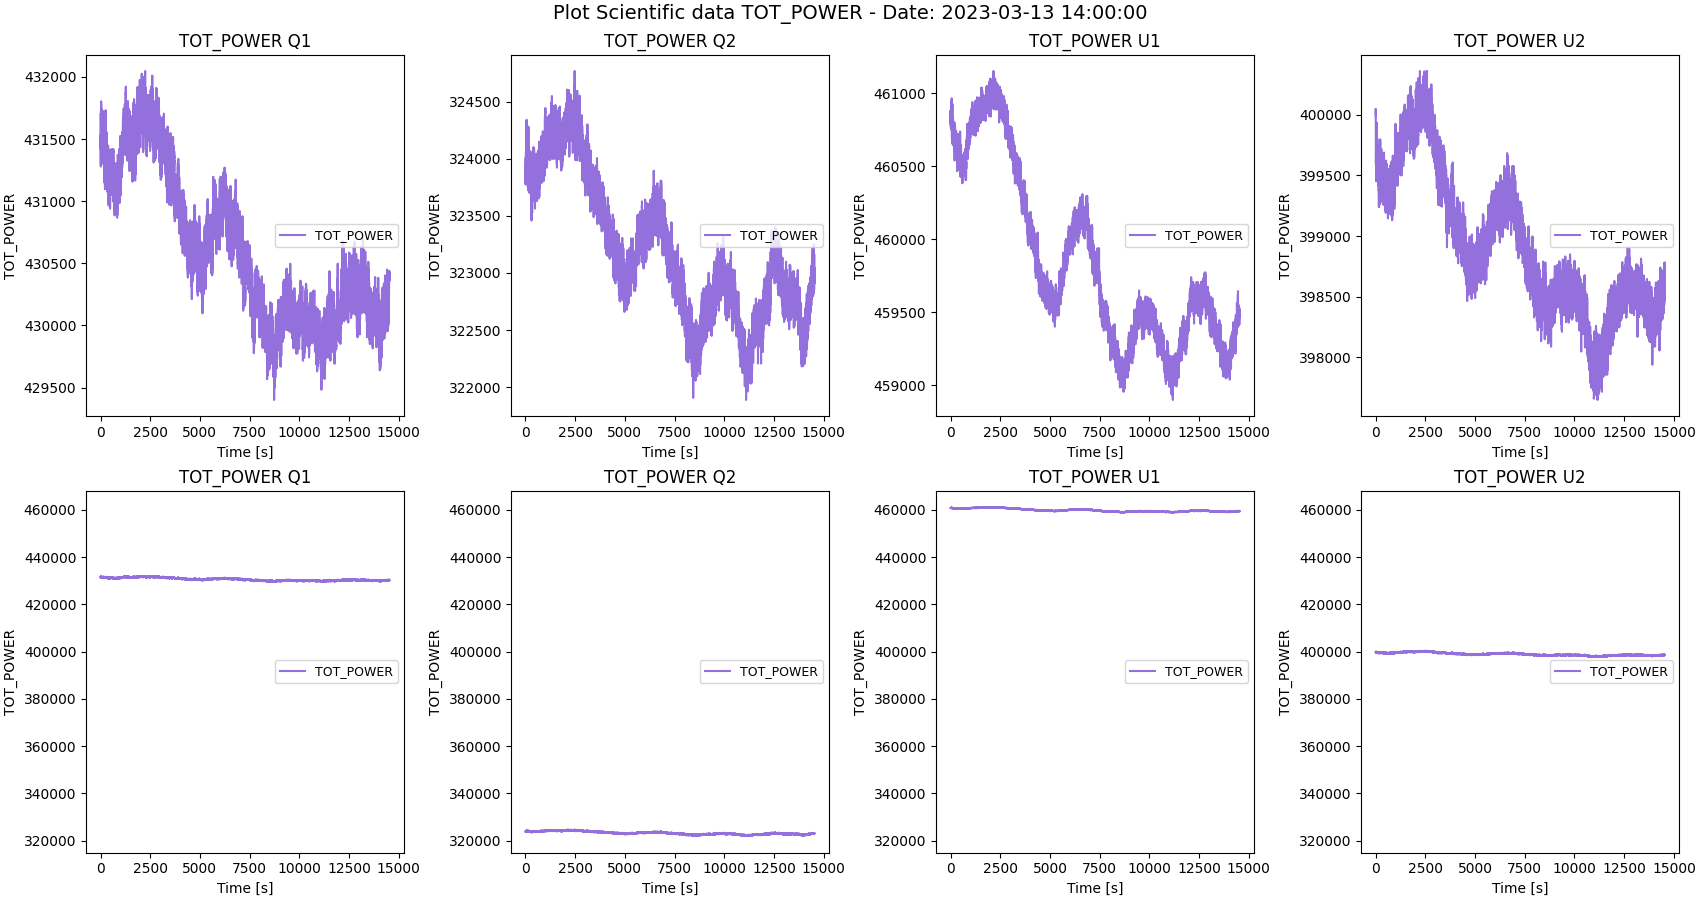 Plot Scientific data TOT_POWER - Date: 2023-03-13 14:00:00
TOT_POWER Q1
TOT_POWER
432000
431500
431000
430500
430000
429500
TOT_POWER
0 2500 5000 7500 10000 12500 15000
Time [s]
TOT_POWER Q2
TOT_POWER
324500
324000
323500
323000
322500
322000
TOT_POWER
0 2500 5000 7500 10000 12500 15000
Time [s]
TOT_POWER U1
TOT_POWER
461000
460500
460000
459500
459000
TOT_POWER
0 2500 5000 7500 10000 12500 15000
Time [s]
TOT_POWER U2
TOT_POWER
400000
399500
399000
398500
398000
TOT_POWER
0 2500 5000 7500 10000 12500 15000
Time [s]
TOT_POWER Q1
TOT_POWER
460000
440000
420000
400000
380000
360000
340000
320000
TOT_POWER
0 2500 5000 7500 10000 12500 15000
Time [s]
TOT_POWER Q2
TOT_POWER
460000
440000
420000
400000
380000
360000
340000
320000
TOT_POWER
0 2500 5000 7500 10000 12500 15000
Time [s]
TOT_POWER U1
TOT_POWER
460000
440000
420000
400000
380000
360000
340000
320000
TOT_POWER
0 2500 5000 7500 10000 12500 15000
Time [s]
TOT_POWER U2
TOT_POWER
460000
440000
420000
400000
380000
360000
340000
320000
TOT_POWER
0 2500 5000 7500 10000 12500 15000
Time [s]